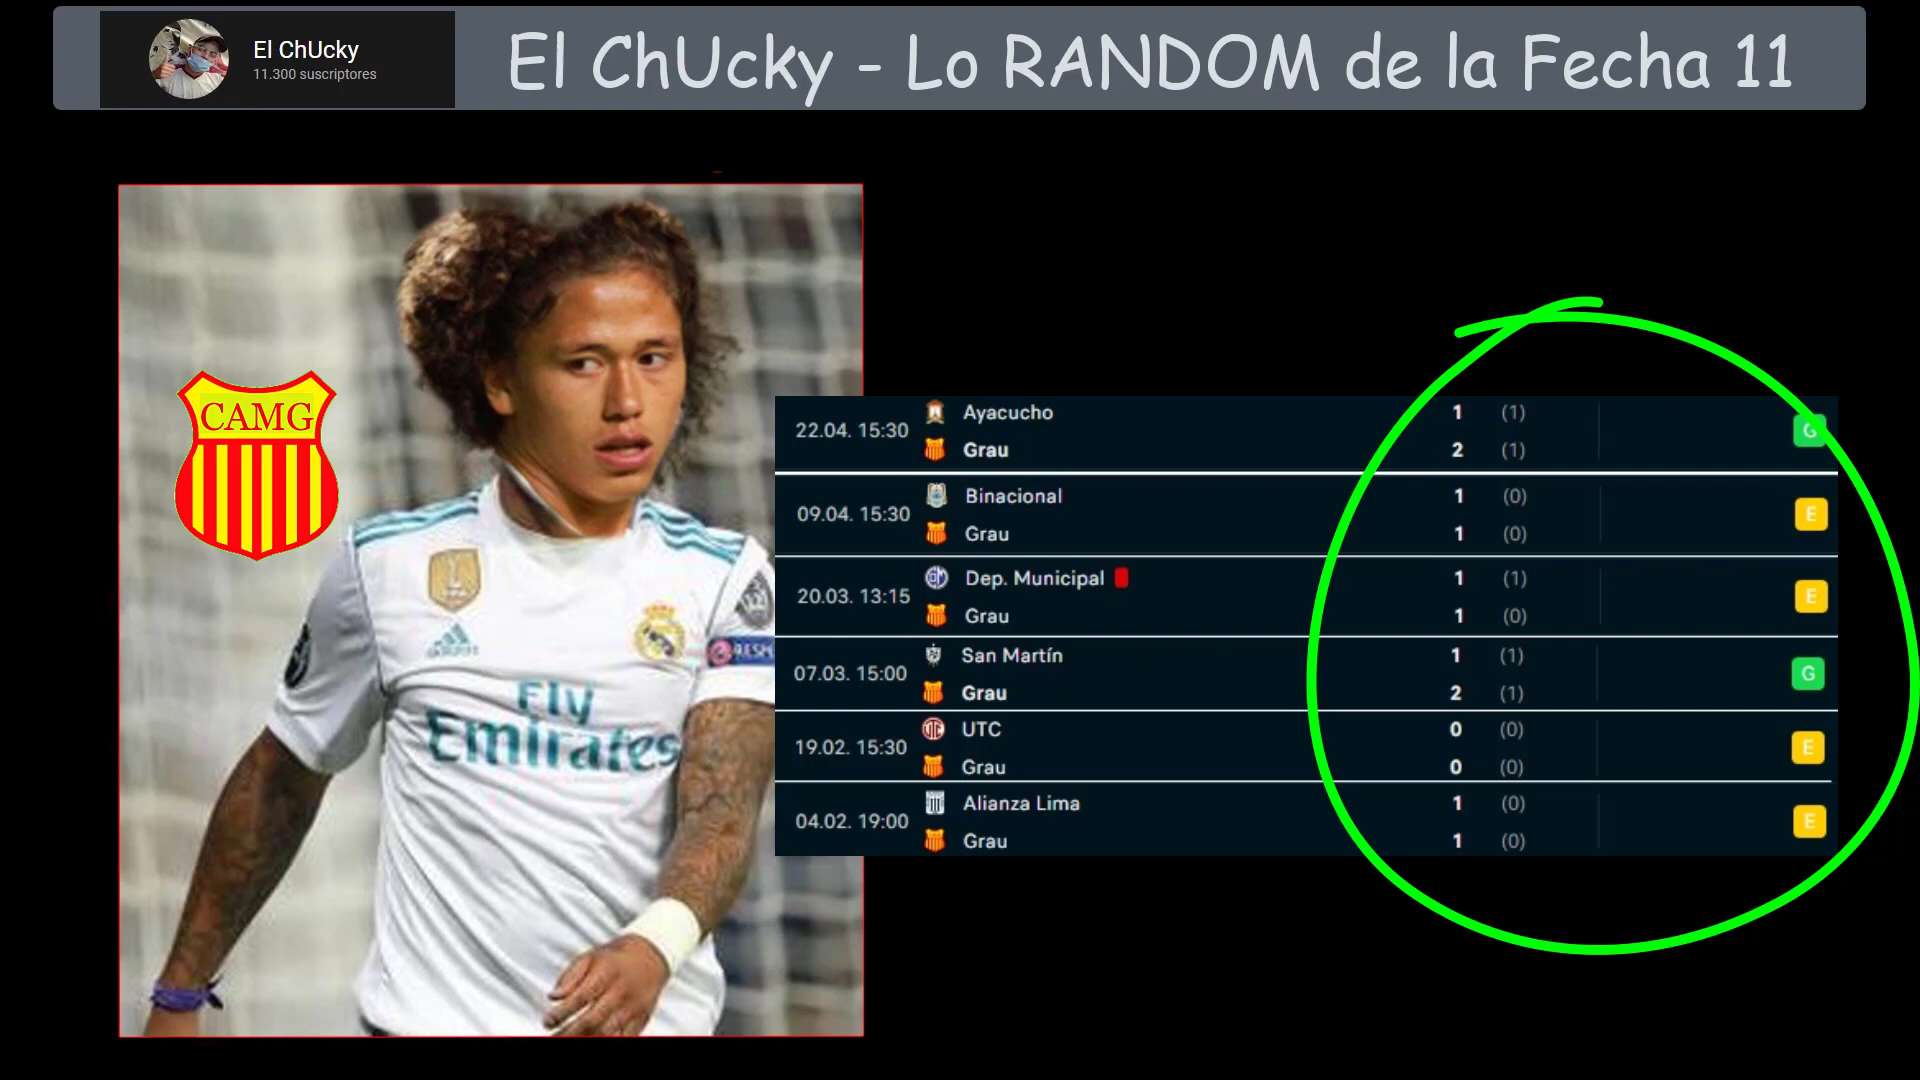 El ChUcky
11.300 suscriptores
El ChUcky - Lo RANDOM de la Fecha 11
CAMG
Fly
Emirates
adidas
22.04. 15:30
Ayacucho 1 (1)
Grau 2 (1)
G
09.04. 15:30
Binacional 1 (0)
Grau 1 (0)
E
20.03. 13:15
Dep. Municipal 1 (1)
Grau 1 (0)
E
07.03. 15:00
San Martín 1 (1)
Grau 2 (1)
G
19.02. 15:30
UTC 0 (0)
Grau 0 (0)
E
04.02. 19:00
Alianza Lima 1 (0)
Grau 1 (0)
E